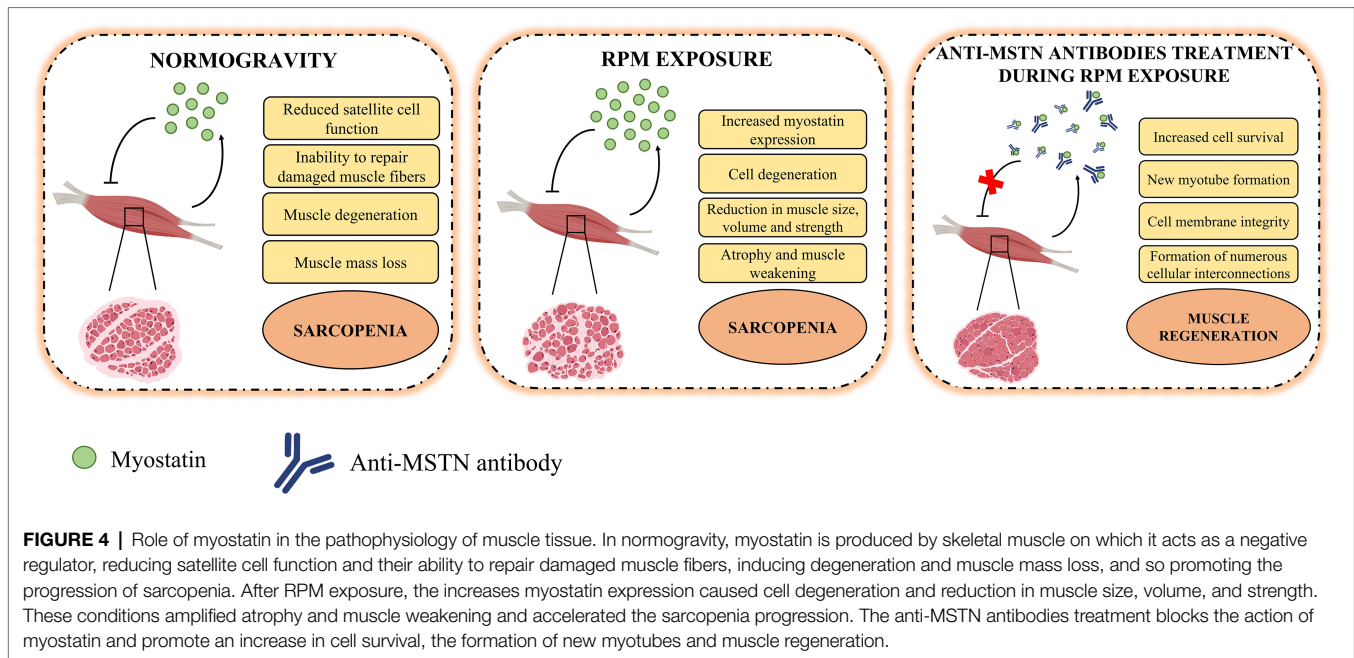 NORMOGRAVITY
Reduced satellite cell
function
Inability to repair
damaged muscle fibers
Muscle degeneration
Muscle mass loss
SARCOPENIA
RPM EXPOSURE
Increased myostatin
expression
Cell degeneration
Reduction in muscle size,
volume and strength
Atrophy and muscle
weakening
SARCOPENIA
ANTI-MSTN ANTIBODIES TREATMENT
DURING RPM EXPOSURE
Increased cell survival
New myotube formation
Cell membrane integrity
Formation of numerous
cellular interconnections
MUSCLE
REGENERATION
Myostatin
Anti-MSTN antibody
FIGURE 4 | Role of myostatin in the pathophysiology of muscle tissue. In normogravity, myostatin is produced by skeletal muscle on which it acts as a negative
regulator, reducing satellite cell function and their ability to repair damaged muscle fibers, inducing degeneration and muscle mass loss, and so promoting the
progression of sarcopenia. After RPM exposure, the increases myostatin expression caused cell degeneration and reduction in muscle size, volume, and strength.
These conditions amplified atrophy and muscle weakening and accelerated the sarcopenia progression. The anti-MSTN antibodies treatment blocks the action of
myostatin and promote an increase in cell survival, the formation of new myotubes and muscle regeneration.